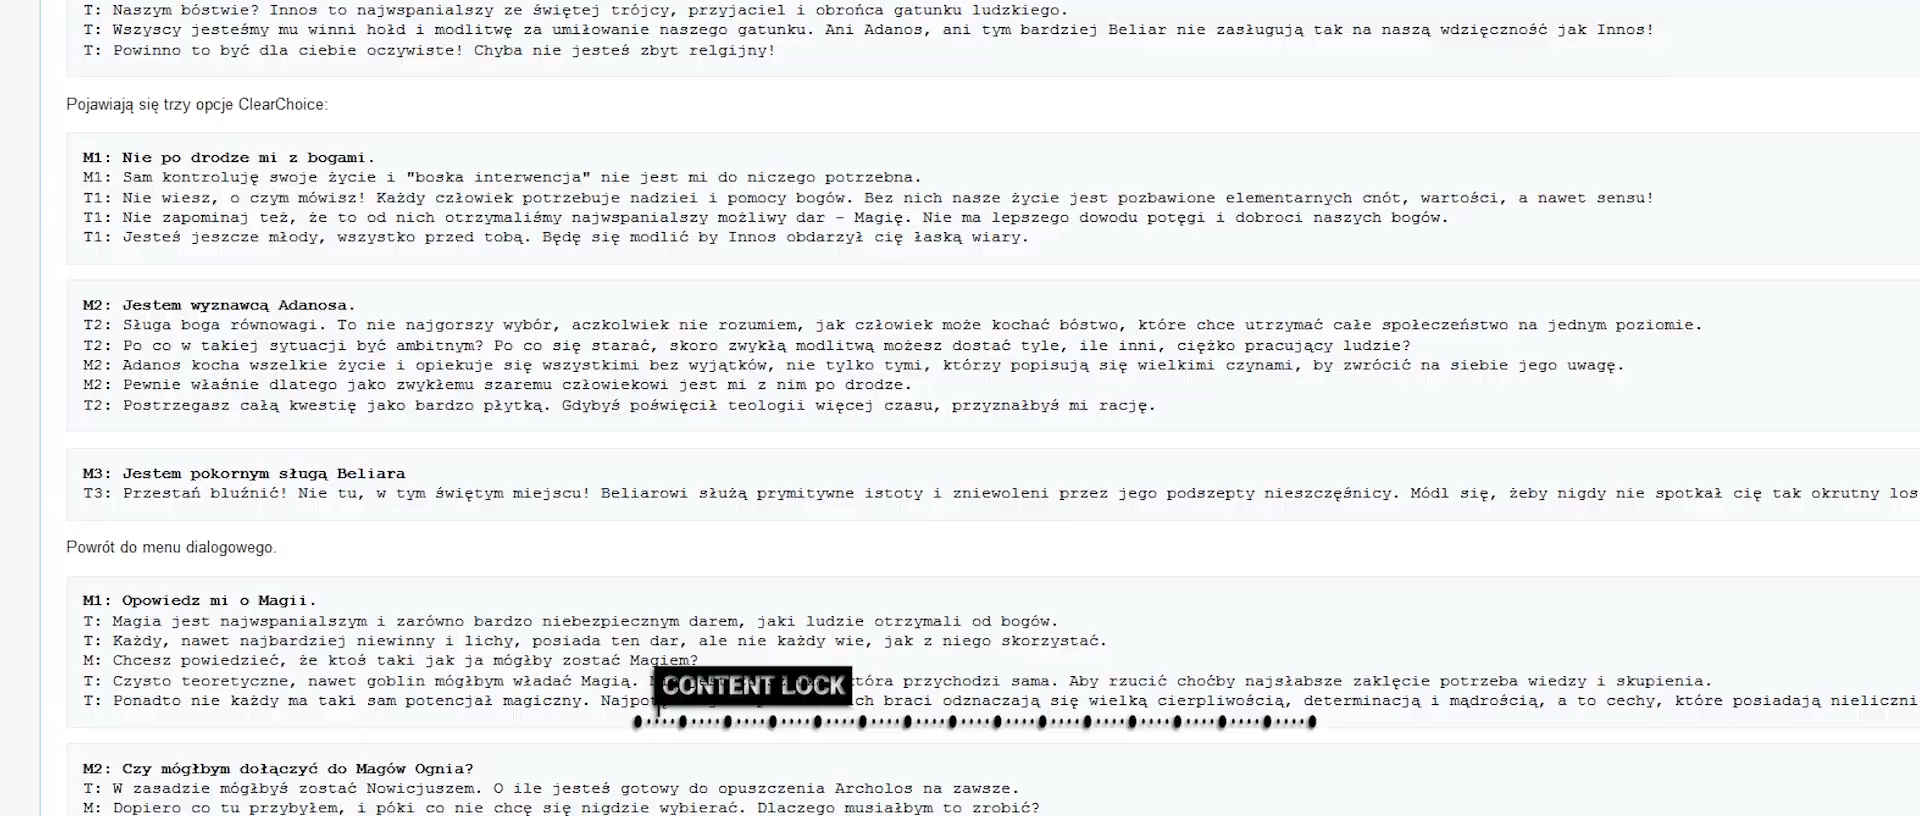 T: Naszym bóstwie? Innos to najwspanialszy ze świętej trójcy, przyjaciel i obrońca gatunku ludzkiego.
T: Wszyscy jesteśmy mu winni hołd i modlitwę za umiłowanie naszego gatunku. Ani Adanos, ani tym bardziej Beliar nie zasługują tak na naszą wdzięczność jak Innos!
T: Powinno to być dla ciebie oczywiste! Chyba nie jesteś zbyt relgijny!
Pojawiają się trzy opcje ClearChoice:
M1: Nie po drodze mi z bogami.
M1: Sam kontroluję swoje życie i "boska interwencja" nie jest mi do niczego potrzebna.
T1: Nie wiesz, o czym mówisz! Każdy człowiek potrzebuje nadziei i pomocy bogów. Bez nich nasze życie jest pozbawione elementarnych cnót, wartości, a nawet sensu!
T1: Nie zapominaj też, że to od nich otrzymaliśmy najwspanialszy możliwy dar - Magię. Nie ma lepszego dowodu potęgi i dobroci naszych bogów.
T1: Jesteś jeszcze młody, wszystko przed tobą. Będę się modlić by Innos obdarzył cię łaską wiary.
M2: Jestem wyznawcą Adanosa.
T2: Sługa boga równowagi. To nie najgorszy wybór, aczkolwiek nie rozumiem, jak człowiek może kochać bóstwo, które chce utrzymać całe społeczeństwo na jednym poziomie.
T2: Po co w takiej sytuacji być ambitnym? Po co się starać, skoro zwykłą modlitwą możesz dostać tyle, ile inni, ciężko pracujący ludzie?
M2: Adanos kocha wszelkie życie i opiekuje się wszystkimi bez wyjątków, nie tylko tymi, którzy popisują się wielkimi czynami, by zwrócić na siebie jego uwagę.
M2: Pewnie właśnie dlatego jako zwykłemu szaremu człowiekowi jest mi z nim po drodze.
T2: Postrzegasz całą kwestię jako bardzo płytką. Gdybyś poświęcił teologii więcej czasu, przyznałbyś mi rację.
M3: Jestem pokornym sługą Beliara
T3: Przestań bluźnić! Nie tu, w tym świętym miejscu! Beliarowi służą prymitywne istoty i zniewoleni przez jego podszepty nieszczęśnicy. Módl się, żeby nigdy nie spotkał cię tak okrutny los
Powrót do menu dialogowego.
M1: Opowiedz mi o Magii.
T: Magia jest najwspanialszym i zarówno bardzo niebezpiecznym darem, jaki ludzie otrzymali od bogów.
T: Każdy, nawet najbardziej niewinny i lichy, posiada ten dar, ale nie każdy wie, jak z niego skorzystać.
M: Chcesz powiedzieć, że ktoś taki jak ja mógłby zostać Magiem?
T: Czysto teoretyczne, nawet goblin mógłbym władać Magią. która przychodzi sama. Aby rzucić choćby najsłabsze zaklęcie potrzeba wiedzy i skupienia.
CONTENT LOCK
T: Ponadto nie każdy ma taki sam potencjał magiczny. braci odznaczają się wielką cierpliwością, determinacją i mądrością, a to cechy, które posiadają nieliczni
M2: Czy mógłbym dołączyć do Magów Ognia?
T: W zasadzie mógłbyś zostać Nowicjuszem. O ile jesteś gotowy do opuszczenia Archolos na zawsze.
M: Dopiero co tu przybyłem, i póki co nie chcę się nigdzie wybierać. Dlaczego musiałbym to zrobić?